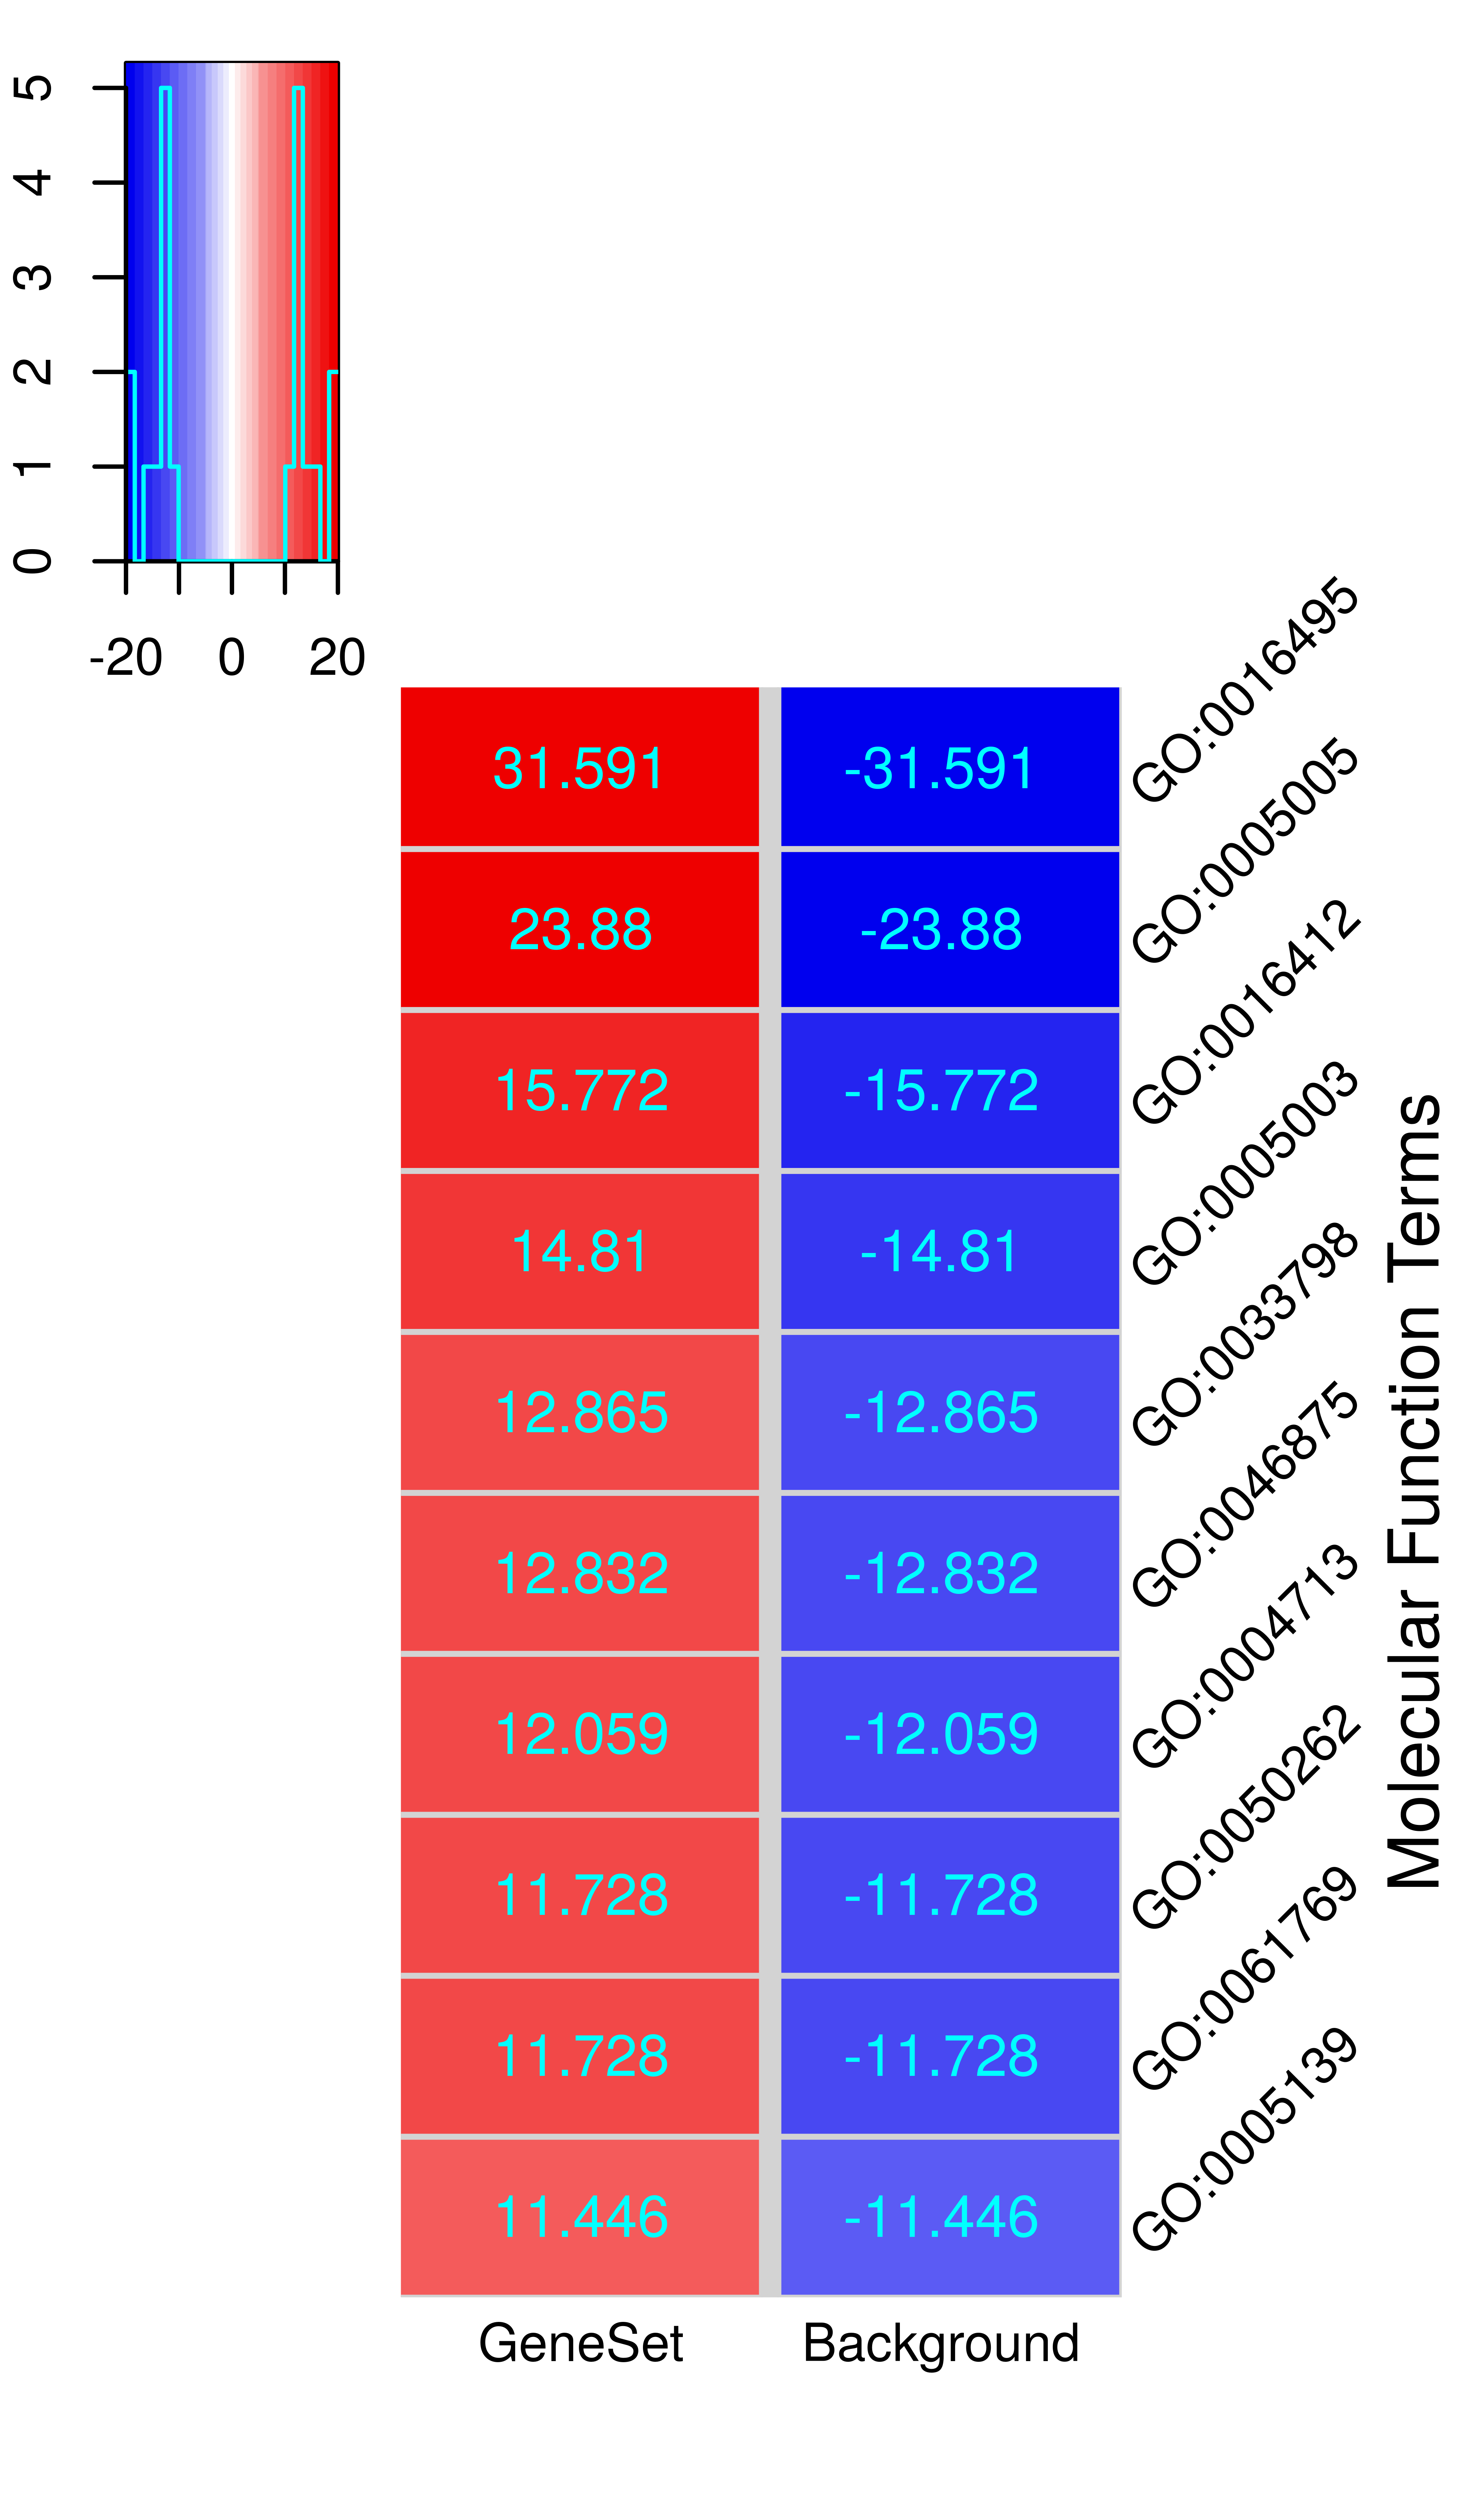 5
4
3
2
1
0
-20 0 20
31.591 -31.591 GO.0016495
23.88 -23.88 GO.0005005
15.772 -15.772 GO.0016412
14.81 -14.81 GO.0005003
12.865 -12.865 GO.0033798
12.832 -12.832 GO.0046875
12.059 -12.059 GO.0004713
11.728 -11.728 GO.0050262
11.728 -11.728 GO.0061769
11.446 -11.446 GO.0005139
GeneSet Background
Molecular Function Terms